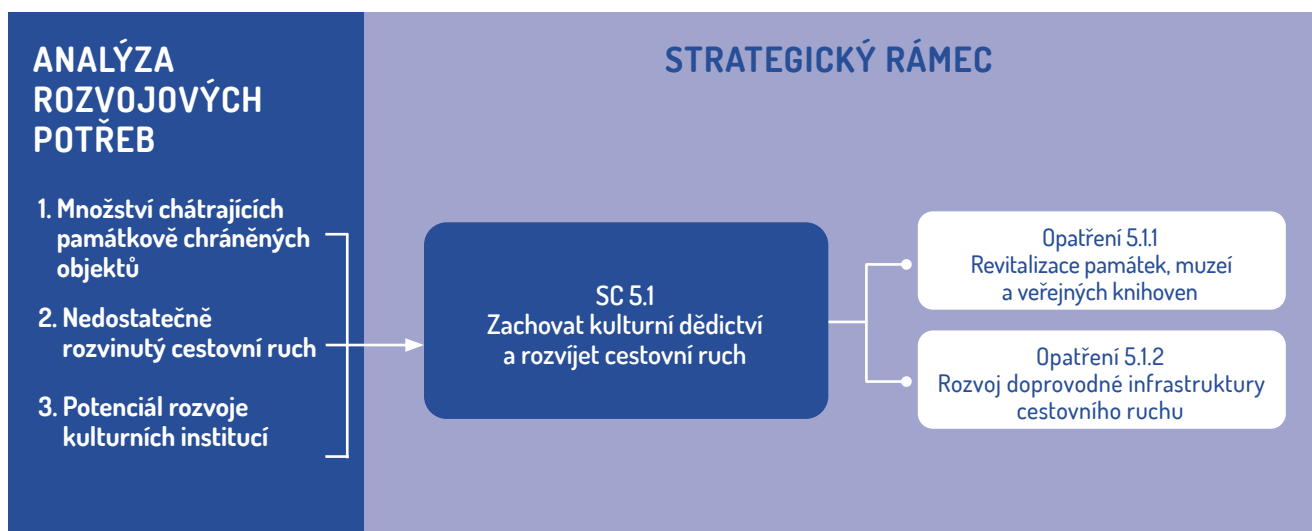 ANALÝZA
ROZVOJOVÝCH
POTŘEB
1. Množství chátrajících
památkově chráněných
objektů
2. Nedostatečně
rozvinutý cestovní ruch
3. Potenciál rozvoje
kulturních institucí
STRATEGICKÝ RÁMEC
SC 5.1
Zachovat kulturní dědictví
a rozvíjet cestovní ruch
Opatření 5.1.1
Revitalizace památek, muzeí
a veřejných knihoven
Opatření 5.1.2
Rozvoj doprovodné infrastruktury
cestovního ruchu